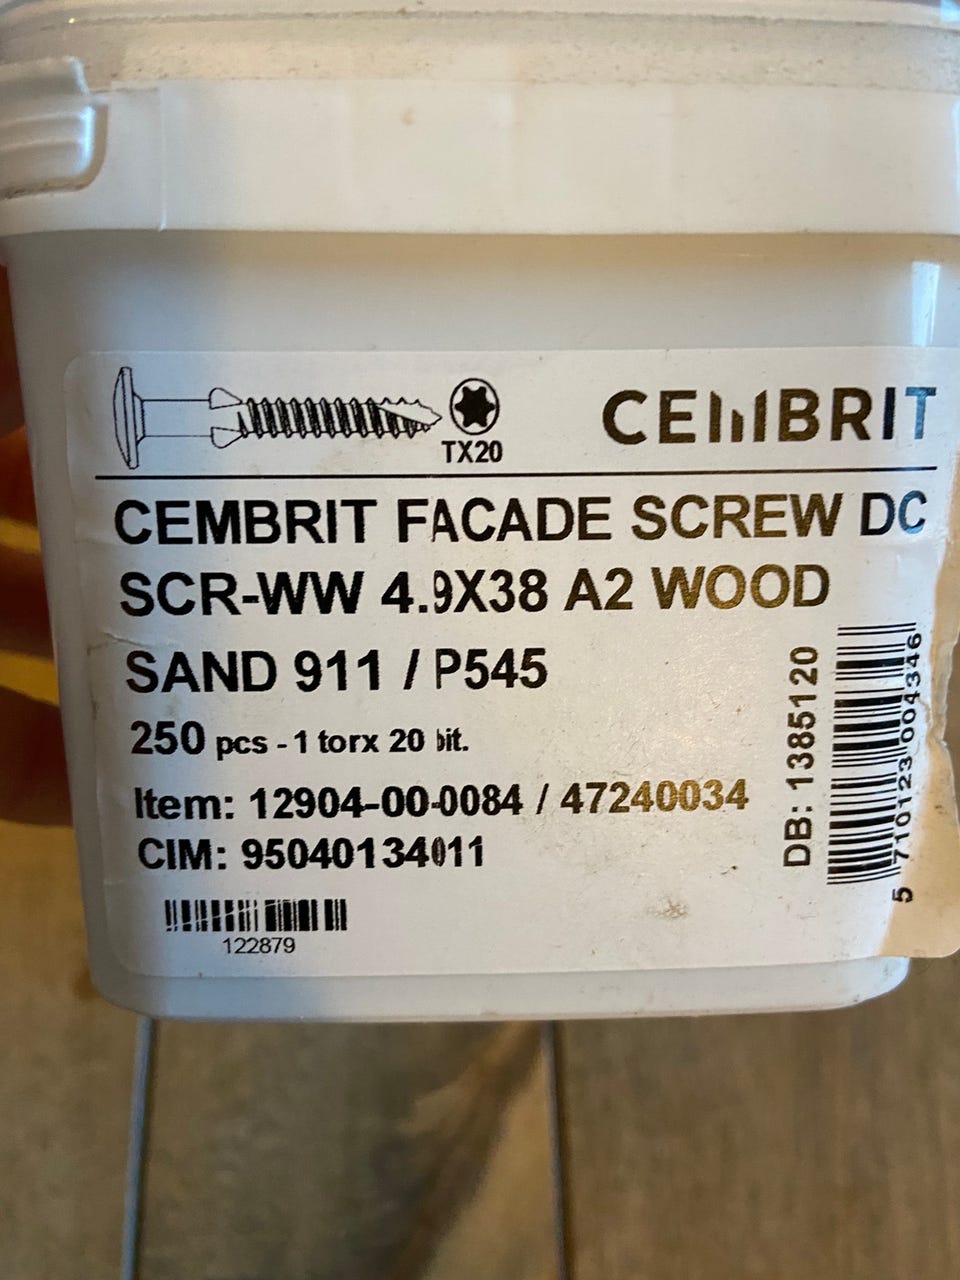 TX20
CEMBRIT
CEMBRIT FACADE SCREW DC
SCR-WW 4.9X38 A2 WOOD
SAND 911 / P545
250 pcs - 1 torx 20 bit.
Item: 12904-00-0084 / 47240034
CIM: 95040134011
122879
DB: 1385120
5 710123 004346